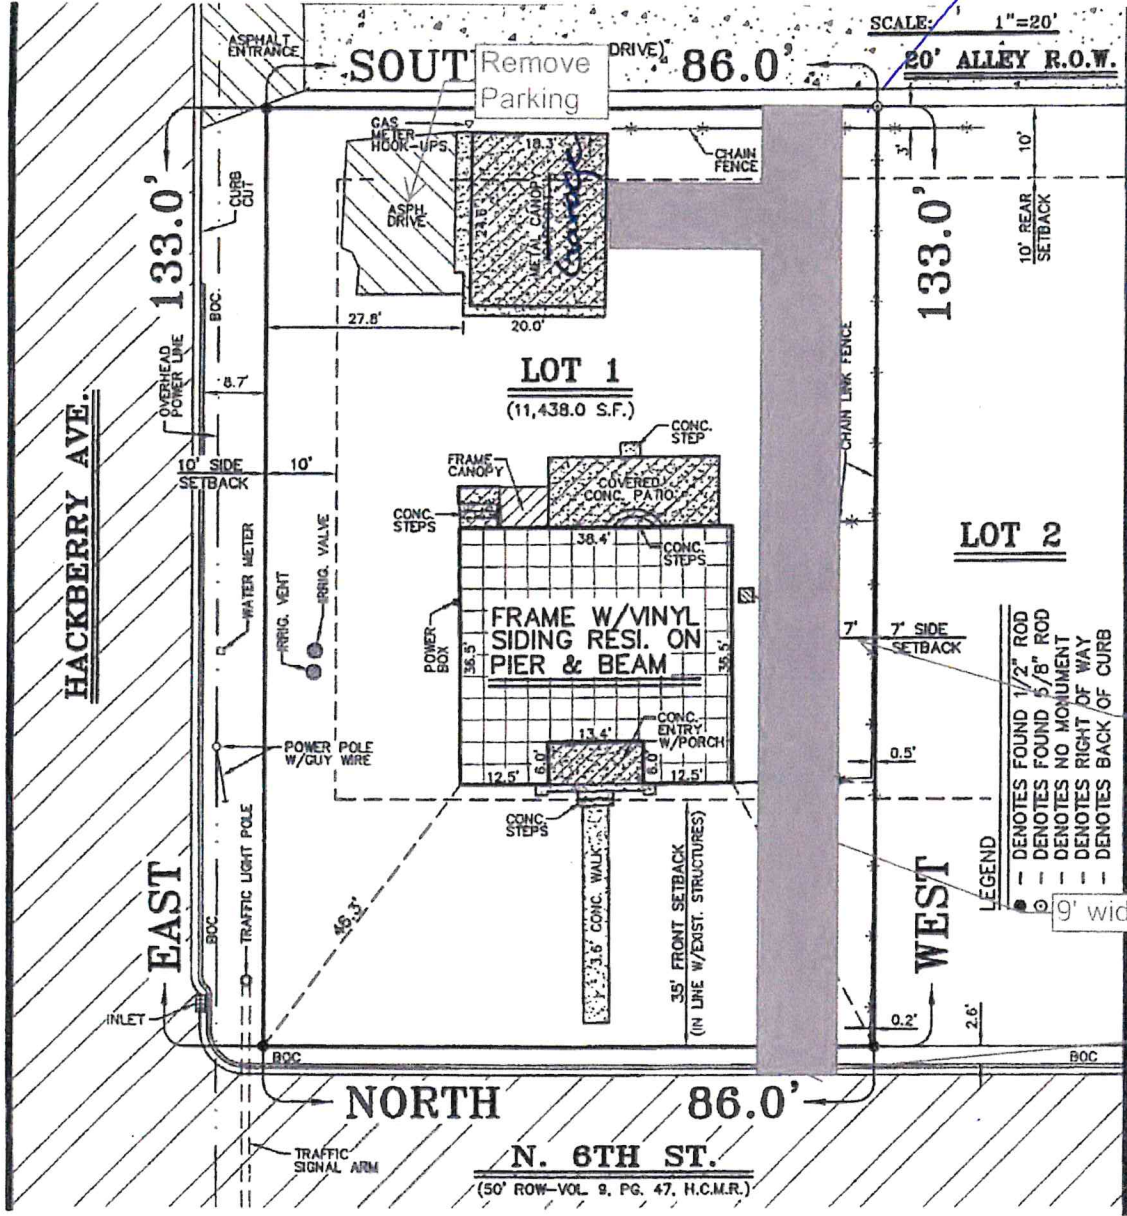 SCALE: 1"=20'
20' ALLEY R.O.W.
ASPHALT
ENTRANCE
DRIVE)
86.0'
Remove
Parking
GAS
METER
HOOK-UPS
18.3'
CHAIN
FENCE
3'
10'
10' REAR
SETBACK
133.0'
CURB
CUT
ASPH.
DRIVE
24.6'
METAL CANOPY
Garage
133.0'
BOC
27.8'
20.0'
OVERHEAD
POWER LINE
8.7'
LOT 1
(11,438.0 S.F.)
CHAIN LINK FENCE
CONC.
STEP
10' SIDE
SETBACK
10'
FRAME
CANOPY
COVERED
CONC. PATIO
CONC.
STEPS
38.4'
CONC.
STEPS
LOT 2
HACKBERRY AVE.
WATER METER
IRRIG. VENT
IRRIG. VALVE
POWER
BOX
36.5'
FRAME W/VINYL
SIDING RESI. ON
PIER & BEAM
36.5'
7'
7' SIDE
SETBACK
POWER POLE
W/GUY WIRE
CONC.
ENTRY
W/PORCH
13.4'
12.5'
6.0'
6.0'
12.5'
0.5'
CONC.
STEPS
LEGEND
- DENOTES FOUND 1/2" ROD
- DENOTES FOUND 5/8" ROD
- DENOTES NO MONUMENT
- DENOTES RIGHT OF WAY
- DENOTES BACK OF CURB
9' wid
TRAFFIC LIGHT POLE
EAST
BOC
46.3'
3.6' CONC. WALK
35' FRONT SETBACK
(IN LINE W/EXIST. STRUCTURES)
WEST
INLET
0.2'
2.6'
BOC
BOC
NORTH
86.0'
TRAFFIC
SIGNAL ARM
N. 6TH ST.
(50' ROW-VOL. 9, PG. 47, H.C.M.R.)